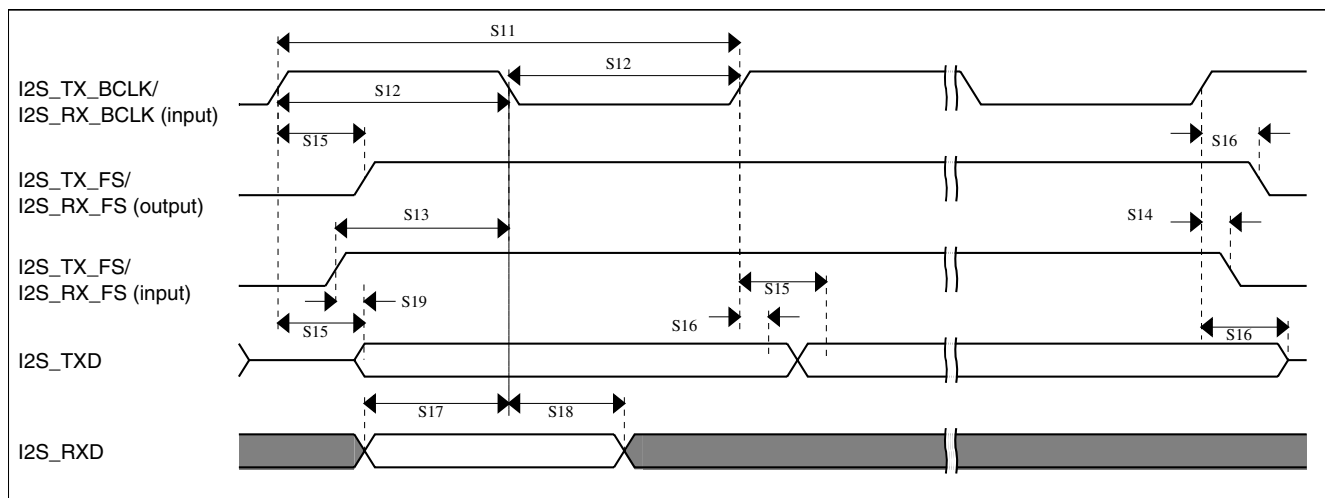 S11
I2S_TX_BCLK/
I2S_RX_BCLK (input)
S12
S12
S15
S16
I2S_TX_FS/
I2S_RX_FS (output)
S13
S14
I2S_TX_FS/
I2S_RX_FS (input)
S19
S15
S15
S16
S16
I2S_TXD
S17
S18
I2S_RXD